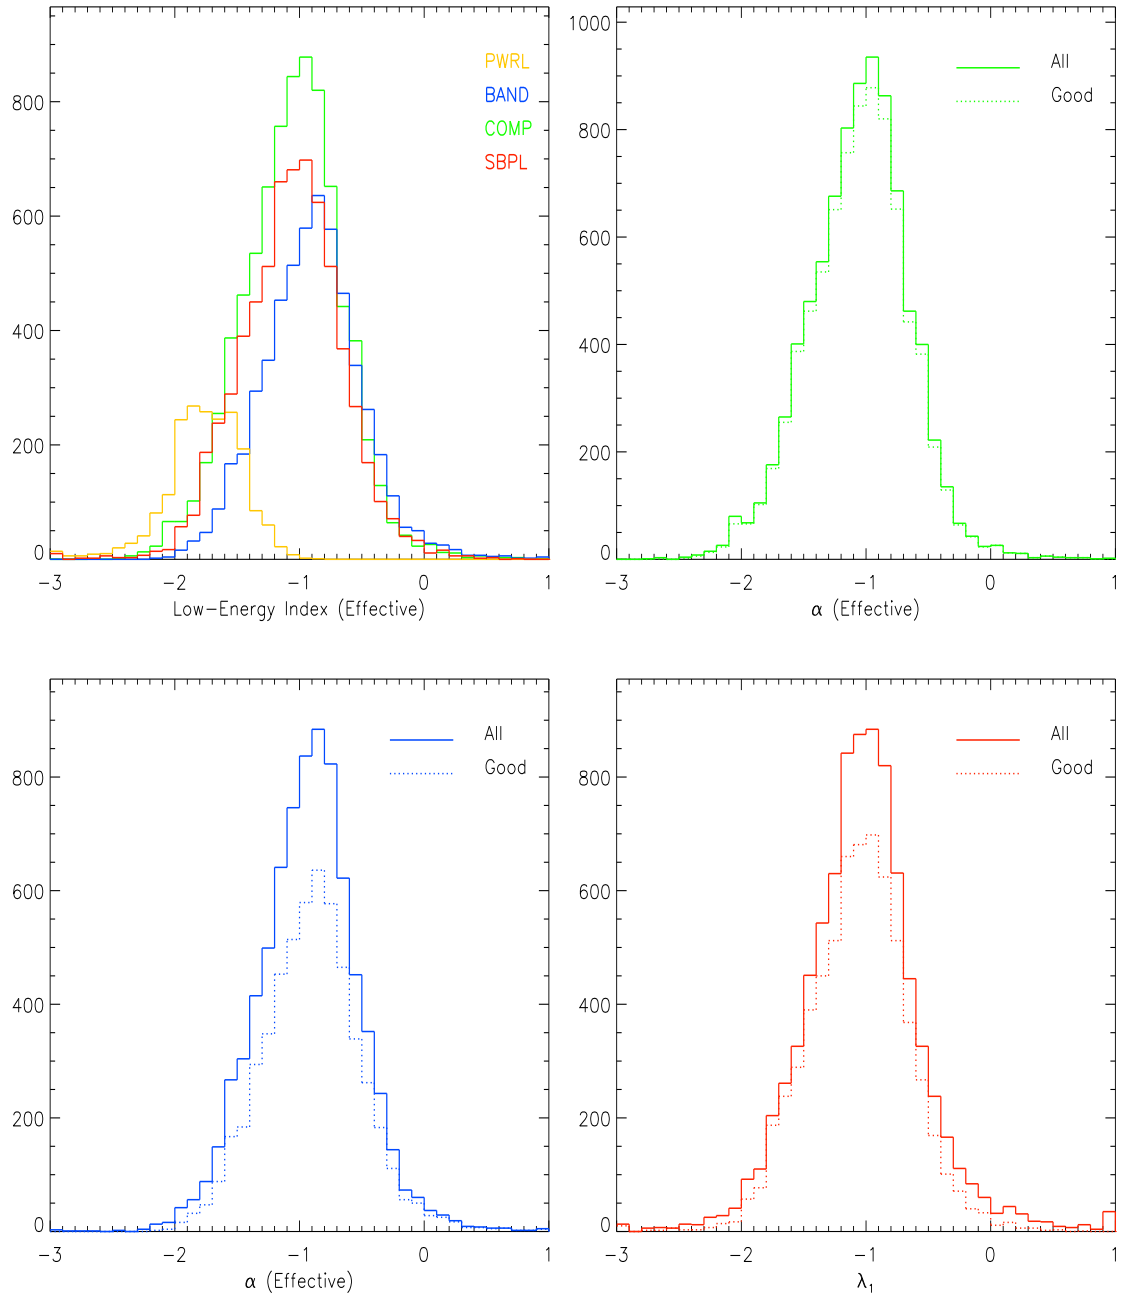 PWRL
BAND
COMP
SBPL
800
600
400
200
0
-3 -2 -1 0 1
Low-Energy Index (Effective)
1000
800
600
400
200
0
All
Good
-3 -2 -1 0 1
α (Effective)
800
600
400
200
0
All
Good
-3 -2 -1 0 1
α (Effective)
800
600
400
200
0
All
Good
-3 -2 -1 0 1
λ₁